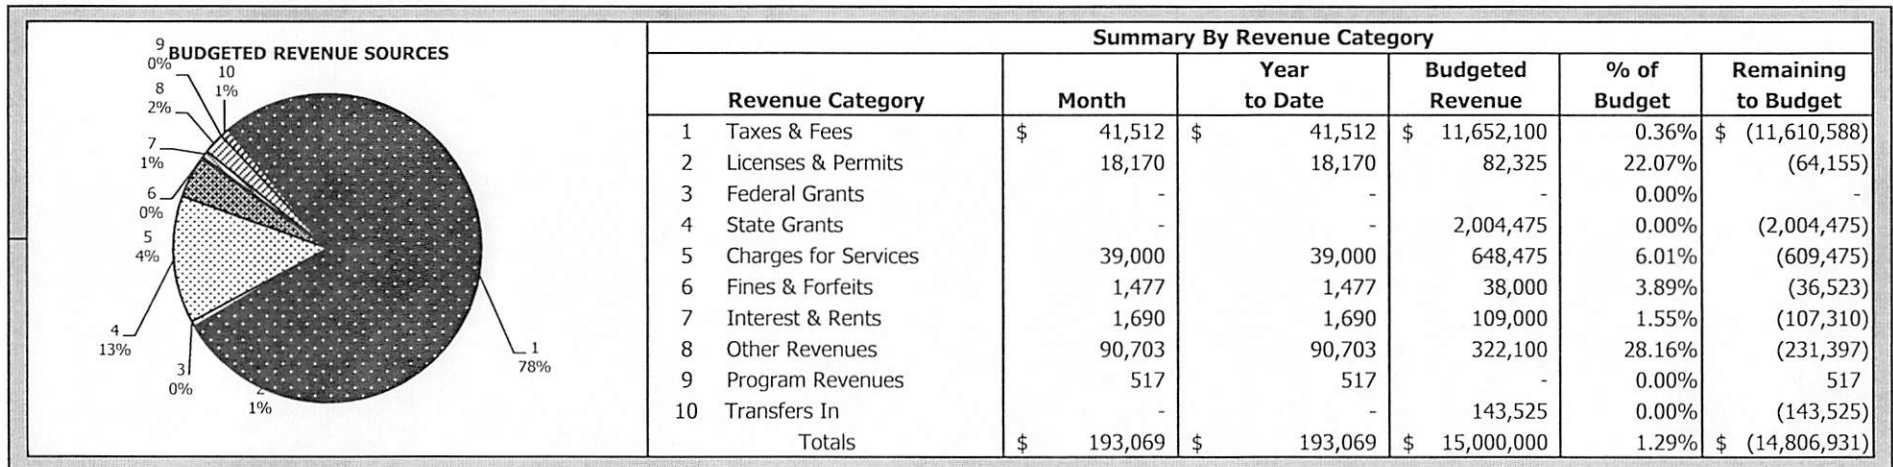 BUDGETED REVENUE SOURCES
9
0%
10
1%
8
2%
7
1%
6
0%
5
4%
4
13%
3
0%
2
1%
1
78%
Summary By Revenue Category
Year Budgeted % of Remaining
Revenue Category Month to Date Revenue Budget to Budget
1 Taxes & Fees $ 41,512 $ 41,512 $ 11,652,100 0.36% $ (11,610,588)
2 Licenses & Permits 18,170 18,170 82,325 22.07% (64,155)
3 Federal Grants - - - 0.00% -
4 State Grants - - 2,004,475 0.00% (2,004,475)
5 Charges for Services 39,000 39,000 648,475 6.01% (609,475)
6 Fines & Forfeits 1,477 1,477 38,000 3.89% (36,523)
7 Interest & Rents 1,690 1,690 109,000 1.55% (107,310)
8 Other Revenues 90,703 90,703 322,100 28.16% (231,397)
9 Program Revenues 517 517 - 0.00% 517
10 Transfers In - - 143,525 0.00% (143,525)
Totals $ 193,069 $ 193,069 $ 15,000,000 1.29% $ (14,806,931)